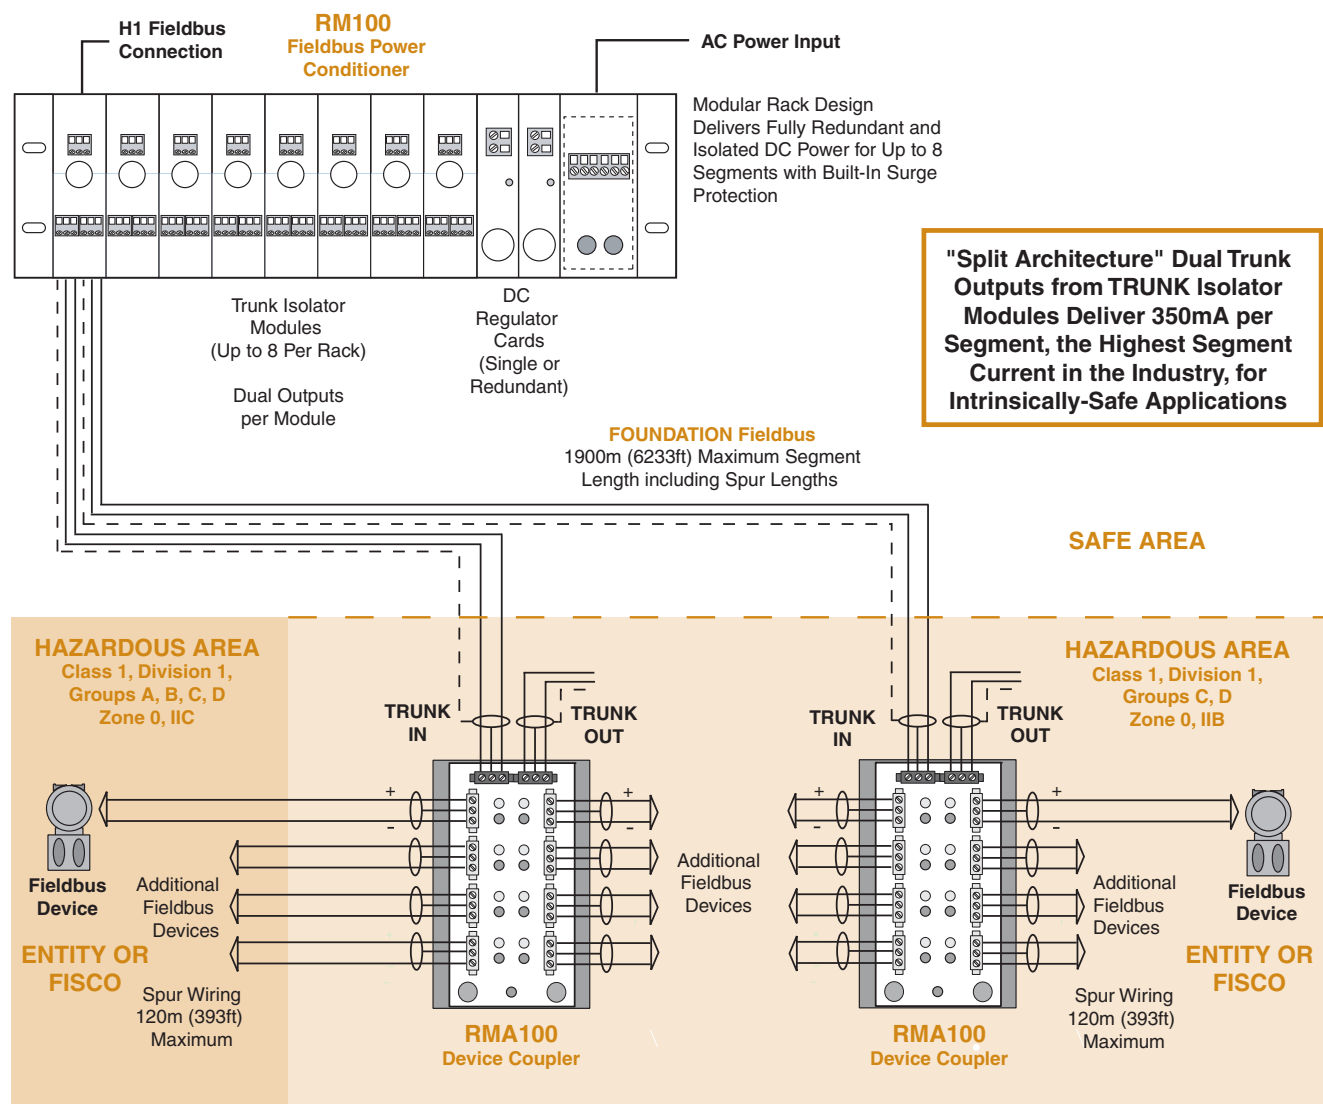 H1 Fieldbus
Connection
RM100
Fieldbus Power
Conditioner
AC Power Input
Modular Rack Design
Delivers Fully Redundant and
Isolated DC Power for Up to 8
Segments with Built-In Surge
Protection
"Split Architecture" Dual Trunk
Outputs from TRUNK Isolator
Modules Deliver 350mA per
Segment, the Highest Segment
Current in the Industry, for
Intrinsically-Safe Applications
Trunk Isolator
Modules
(Up to 8 Per Rack)
Dual Outputs
per Module
DC
Regulator
Cards
(Single or
Redundant)
FOUNDATION Fieldbus
1900m (6233ft) Maximum Segment
Length including Spur Lengths
SAFE AREA
HAZARDOUS AREA
Class 1, Division 1,
Groups A, B, C, D
Zone 0, IIC
HAZARDOUS AREA
Class 1, Division 1,
Groups C, D
Zone 0, IIB
TRUNK
IN
TRUNK
OUT
TRUNK
IN
TRUNK
OUT
+
-
+
-
+
-
+
-
Fieldbus
Device
Additional
Fieldbus
Devices
Additional
Fieldbus
Devices
Additional
Fieldbus
Devices
Fieldbus
Device
ENTITY OR
FISCO
ENTITY OR
FISCO
Spur Wiring
120m (393ft)
Maximum
Spur Wiring
120m (393ft)
Maximum
RMA100
Device Coupler
RMA100
Device Coupler